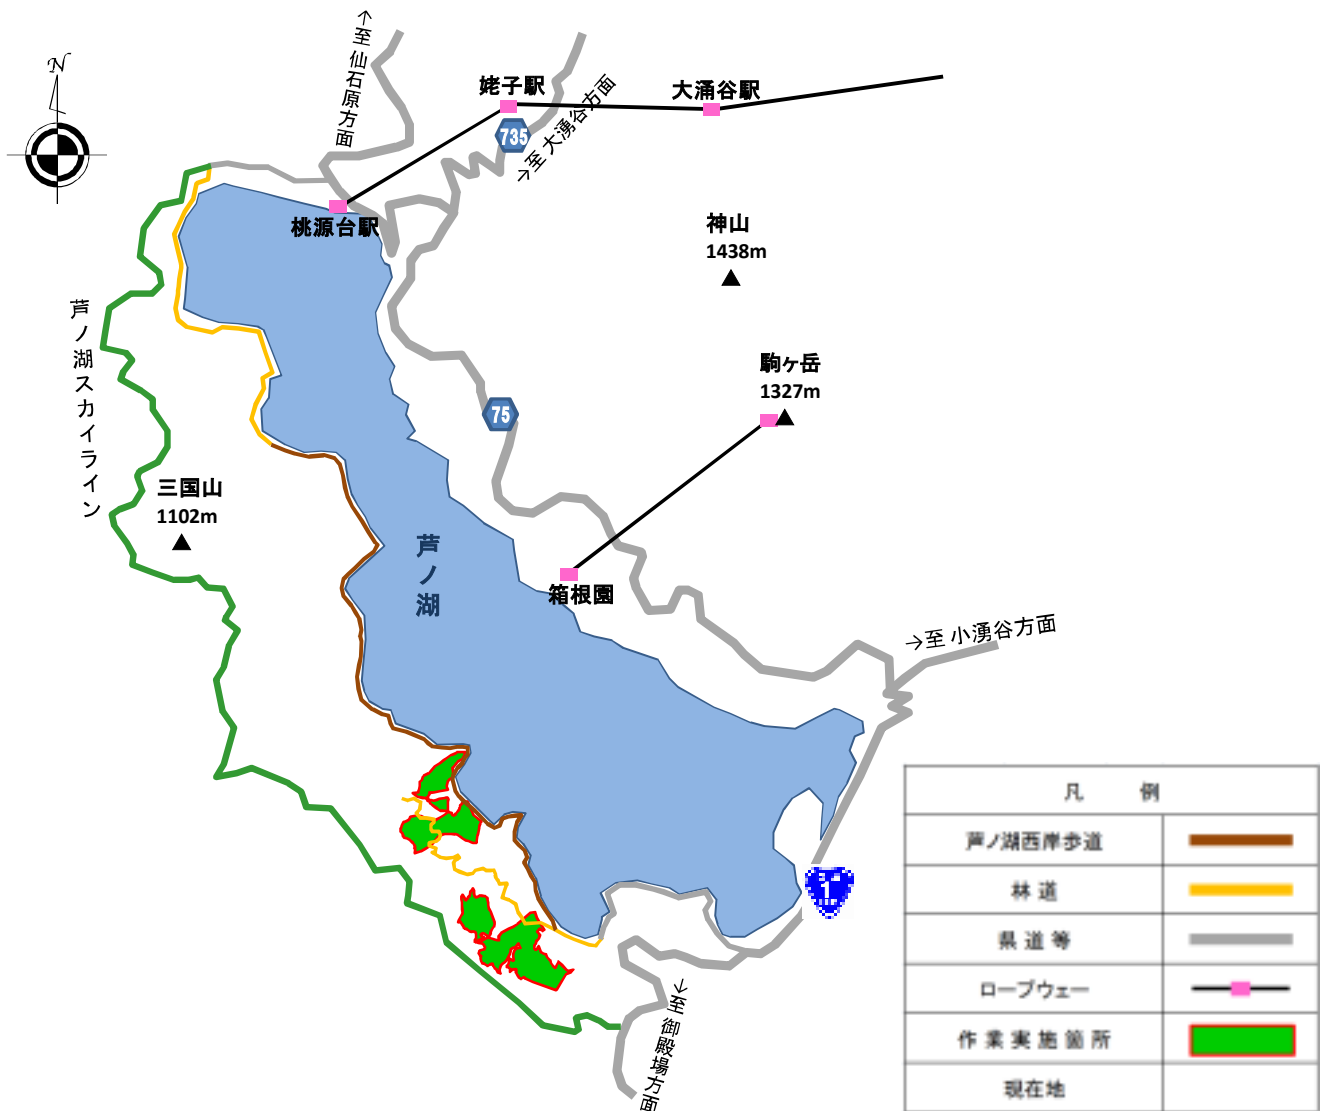 N
↑至 仙石原方面
姥子駅
大涌谷駅
735
→至 大湧谷方面
桃源台駅
神山
1438m
芦ノ湖スカイライン
駒ヶ岳
1327m
75
三国山
1102m
芦ノ湖
箱根園
→至 小湧谷方面
1
↓至 御殿場方面
凡 例
芦ノ湖西岸歩道
林 道
県 道 等
ロープウェー
作 業 実 施 箇 所
現在地